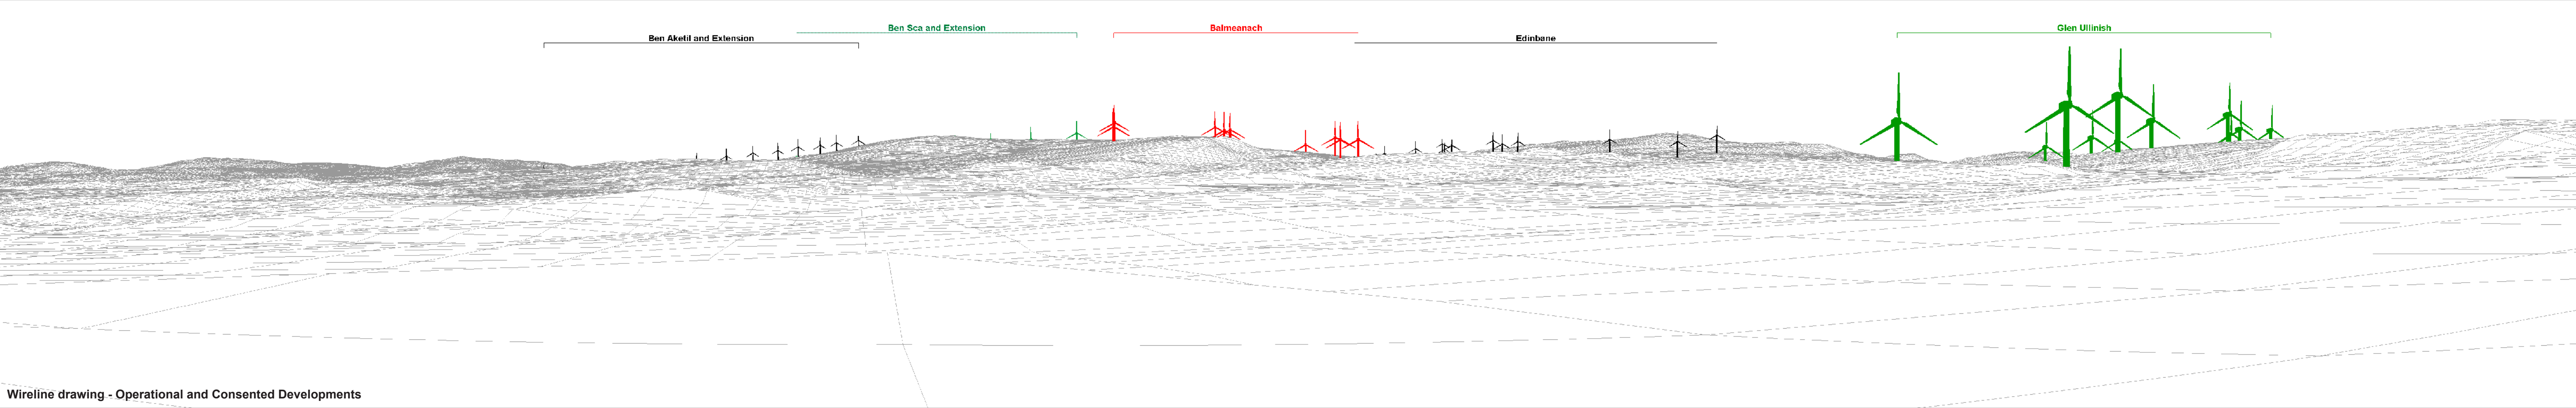 Ben Aketil and Extension
Ben Sca and Extension
Balmeanach
Edinbane
Glen Ullinish
Wireline drawing - Operational and Consented Developments